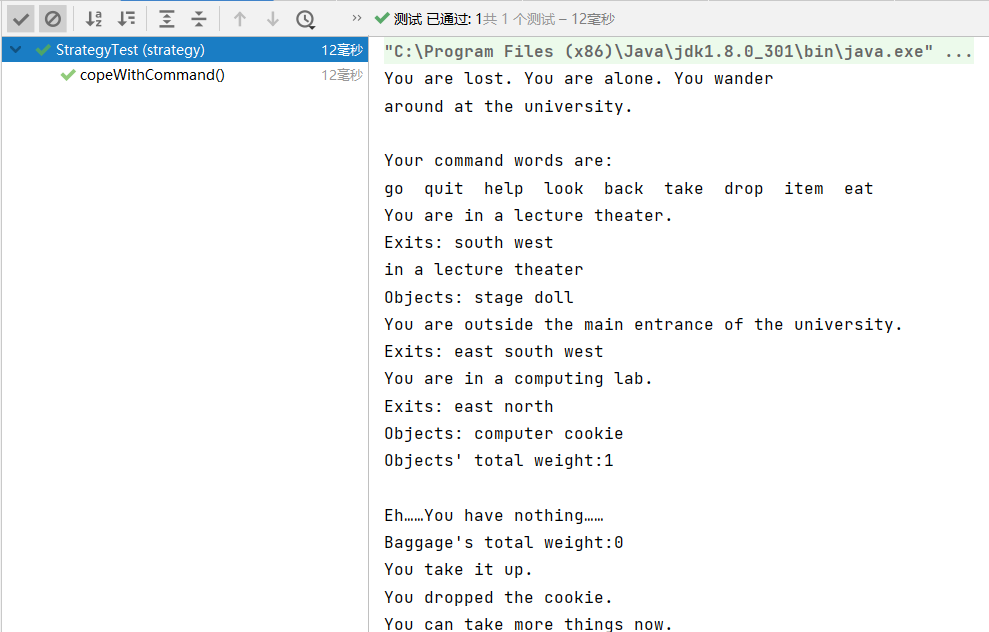 测试 已通过: 1共 1 个测试 – 12毫秒
StrategyTest (strategy) 12毫秒
copeWithCommand() 12毫秒
"C:\Program Files (x86)\Java\jdk1.8.0_301\bin\java.exe" ...
You are lost. You are alone. You wander
around at the university.
Your command words are:
go  quit  help  look  back  take  drop  item  eat
You are in a lecture theater.
Exits: south west
in a lecture theater
Objects: stage doll
You are outside the main entrance of the university.
Exits: east south west
You are in a computing lab.
Exits: east north
Objects: computer cookie
Objects' total weight:1
Eh……You have nothing……
Baggage's total weight:0
You take it up.
You dropped the cookie.
You can take more things now.